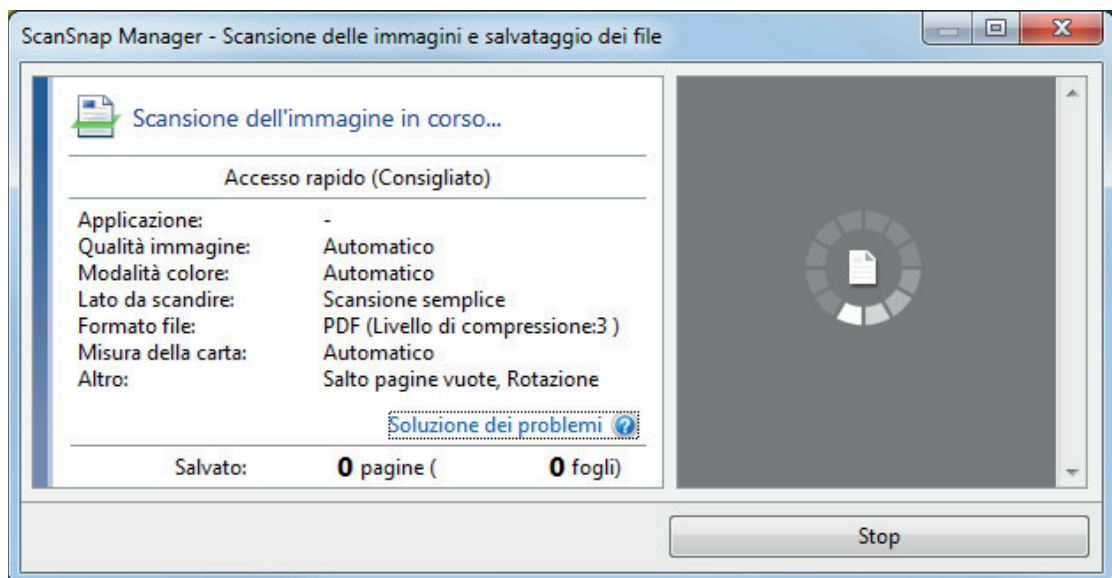 ScanSnap Manager - Scansione delle immagini e salvataggio dei file
Scansione dell'immagine in corso...
Accesso rapido (Consigliato)
Applicazione: -
Qualità immagine: Automatico
Modalità colore: Automatico
Lato da scandire: Scansione semplice
Formato file: PDF (Livello di compressione:3 )
Misura della carta: Automatico
Altro: Salto pagine vuote, Rotazione
Soluzione dei problemi
Salvato: 0 pagine ( 0 fogli)
Stop